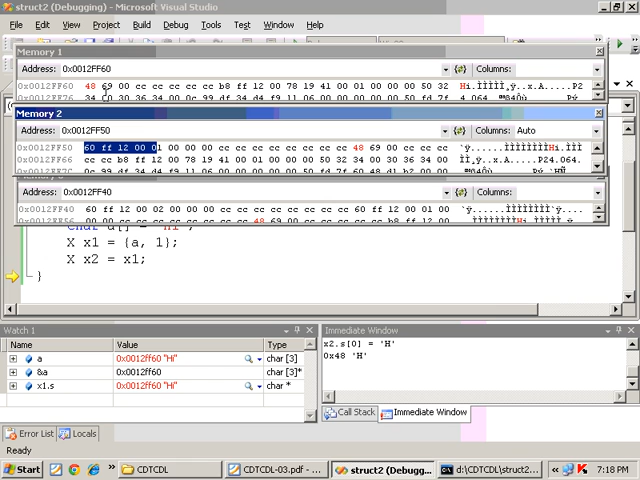 struct2 (Debugging) - Microsoft Visual Studio
File Edit View Project Build Debug Tools Window Help
Memory 1
Address: 0x0012FF60 Columns:
0x0012FF60 48 69 00 cc cc cc cc cc b8 ff 12 00 78 19 41 00 01 00 00 00 50 32
Memory 2
Address: 0x0012FF50 Columns: Auto
0x0012FF50 60 ff 12 00 01 00 00 00 cc cc cc cc cc cc cc cc 48 69 00 cc cc cc
0x0012FF66 cc cc b8 ff 12 00 78 19 41 00 01 00 00 00 50 32 34 00 30 36 34 00
Address: 0x0012FF40 Columns:
0x0012FF40 60 ff 12 00 02 00 00 00 cc cc cc cc cc cc cc cc 60 ff 12 00 01 00
X x1 = {a, 1};
X x2 = x1;
}
Watch 1
Name Value Type
a 0x0012ff60 "Hi" char [3]
&a 0x0012ff60 char [3]*
x1.s 0x0012ff60 "Hi" char *
Immediate Window
x2.s[0] = 'H'
0x48 'H'
Call Stack Immediate Window
Error List Locals
Ready
Start CDTCDL CDTCDL-03.pdf - ... struct2 (Debugg... d:\CDTCDL\struct2... 7:18 PM